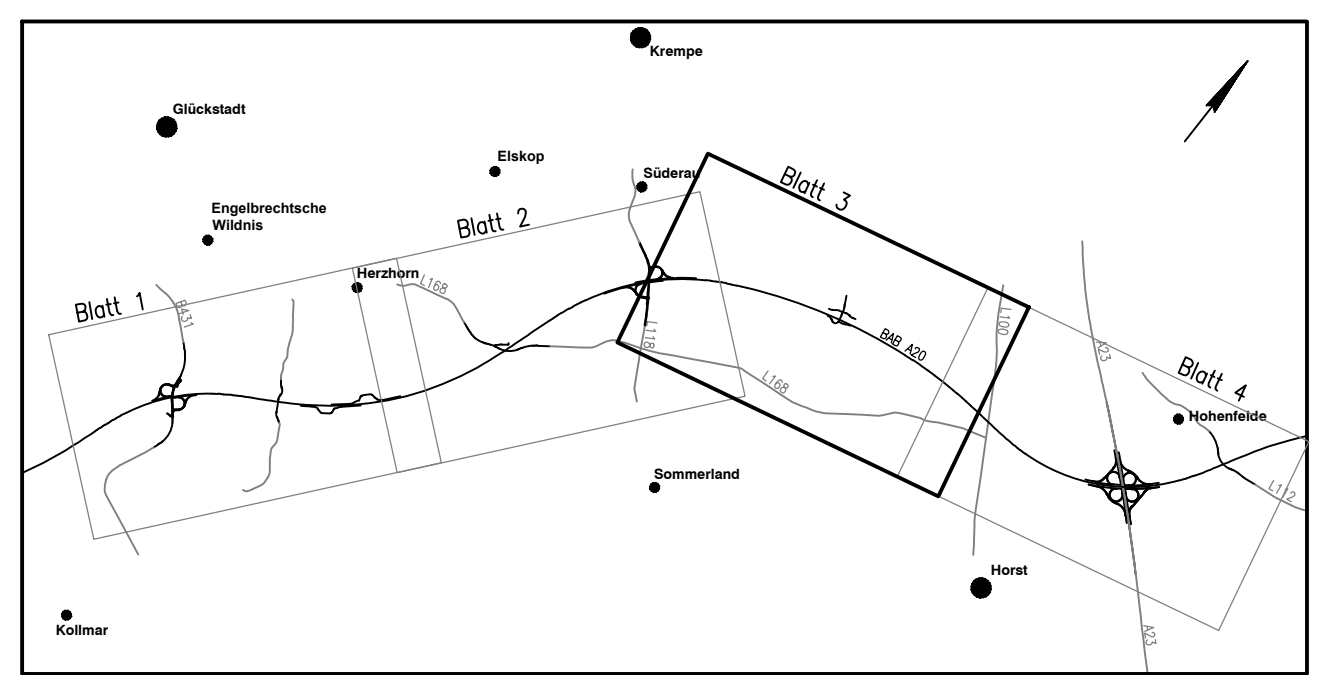 Krempe
Glückstadt
Elskop
Süderau
Blatt 3
Engelbrechtsche
Wildnis
Blatt 2
Herzhorn
L168
Blatt 1
B431
L118
BAB A20
L100
A23
L168
Blatt 4
Hohenfelde
Sommerland
L112
Horst
Kollmar
A23